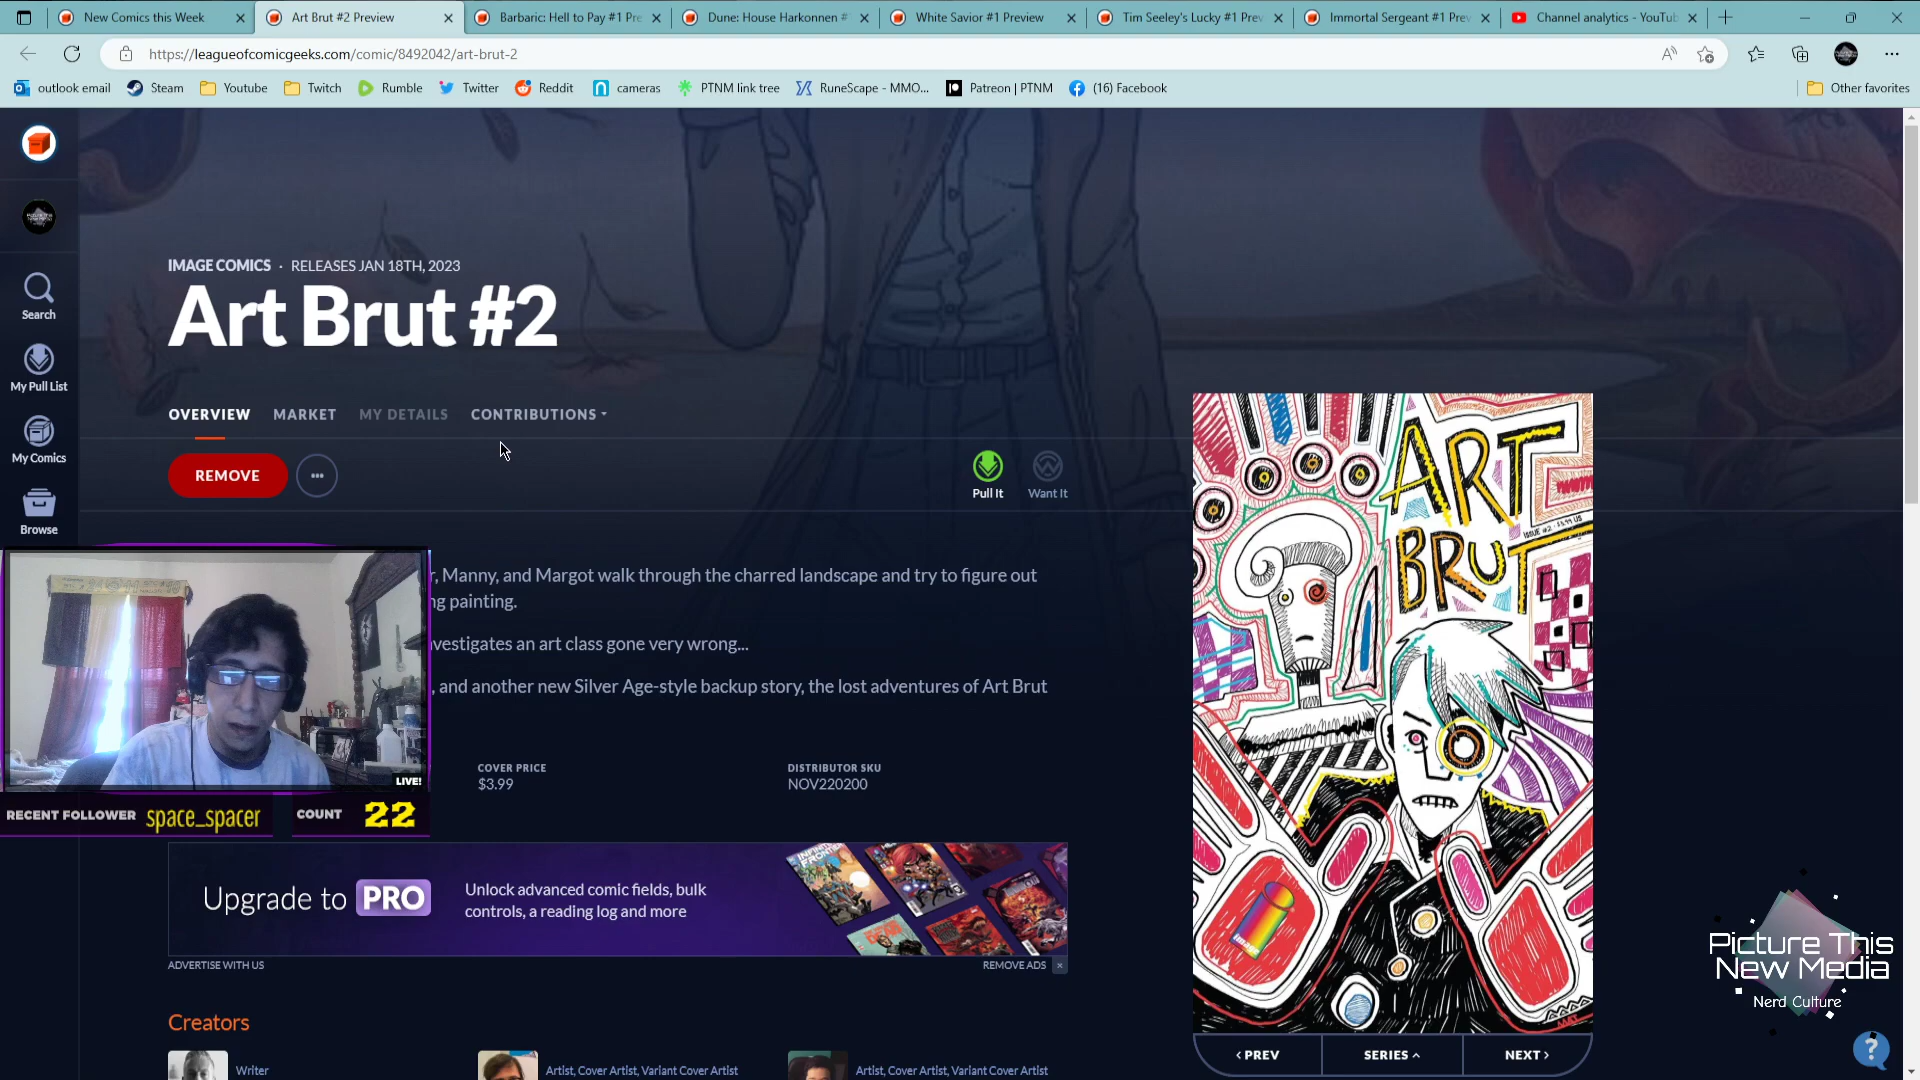 New Comics this Week
Art Brut #2 Preview
Barbaric: Hell to Pay #1 Pre
Dune: House Harkonnen #
White Savior #1 Preview
Tim Seeley's Lucky #1 Prev
Immortal Sergeant #1 Prev
Channel analytics - YouTub
https://leagueofcomicgeeks.com/comic/8492042/art-brut-2
outlook email
Steam
Youtube
Twitch
Rumble
Twitter
Reddit
cameras
PTNM link tree
RuneScape - MMO...
Patreon | PTNM
(16) Facebook
Other favorites
Search
My Pull List
My Comics
Browse
IMAGE COMICS · RELEASES JAN 18TH, 2023
Art Brut #2
OVERVIEW
MARKET
MY DETAILS
CONTRIBUTIONS
REMOVE
Pull It
Want It
r, Manny, and Margot walk through the charred landscape and try to figure out
ng painting.
vestigates an art class gone very wrong...
, and another new Silver Age-style backup story, the lost adventures of Art Brut
COVER PRICE
$3.99
DISTRIBUTOR SKU
NOV220200
LIVE!
RECENT FOLLOWER space_spacer
COUNT 22
Upgrade to PRO
Unlock advanced comic fields, bulk
controls, a reading log and more
ADVERTISE WITH US
REMOVE ADS ×
Creators
Writer
Artist, Cover Artist, Variant Cover Artist
Artist, Cover Artist, Variant Cover Artist
ART
BRUT
ISSUE #2 · $3.99 US
image
< PREV
SERIES
NEXT >
Picture This
New Media
Nerd Culture
?